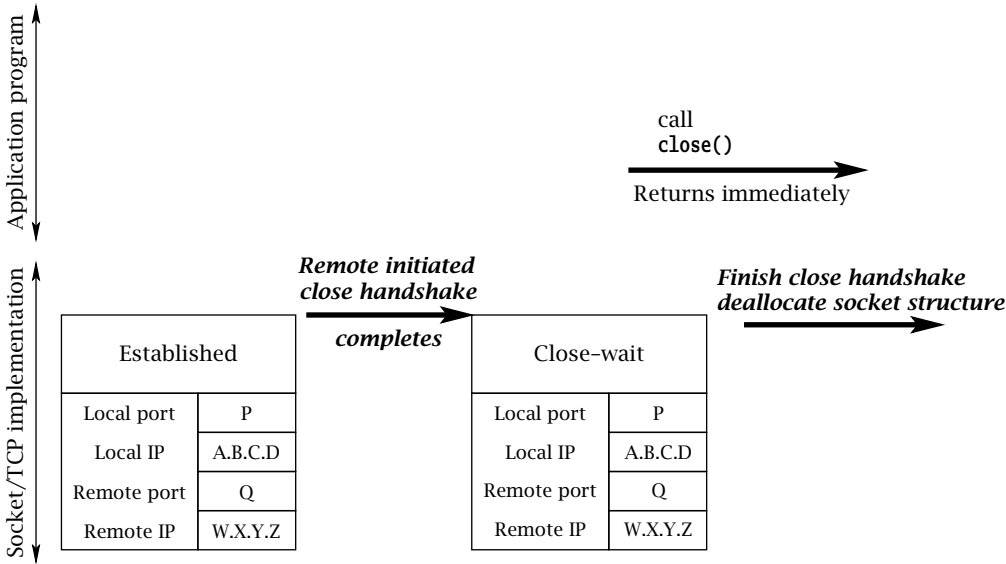 Application program
call
close()
Returns immediately
Socket/TCP implementation
Remote initiated
close handshake
completes
Finish close handshake
deallocate socket structure
Established
Local port P
Local IP A.B.C.D
Remote port Q
Remote IP W.X.Y.Z
Close-wait
Local port P
Local IP A.B.C.D
Remote port Q
Remote IP W.X.Y.Z